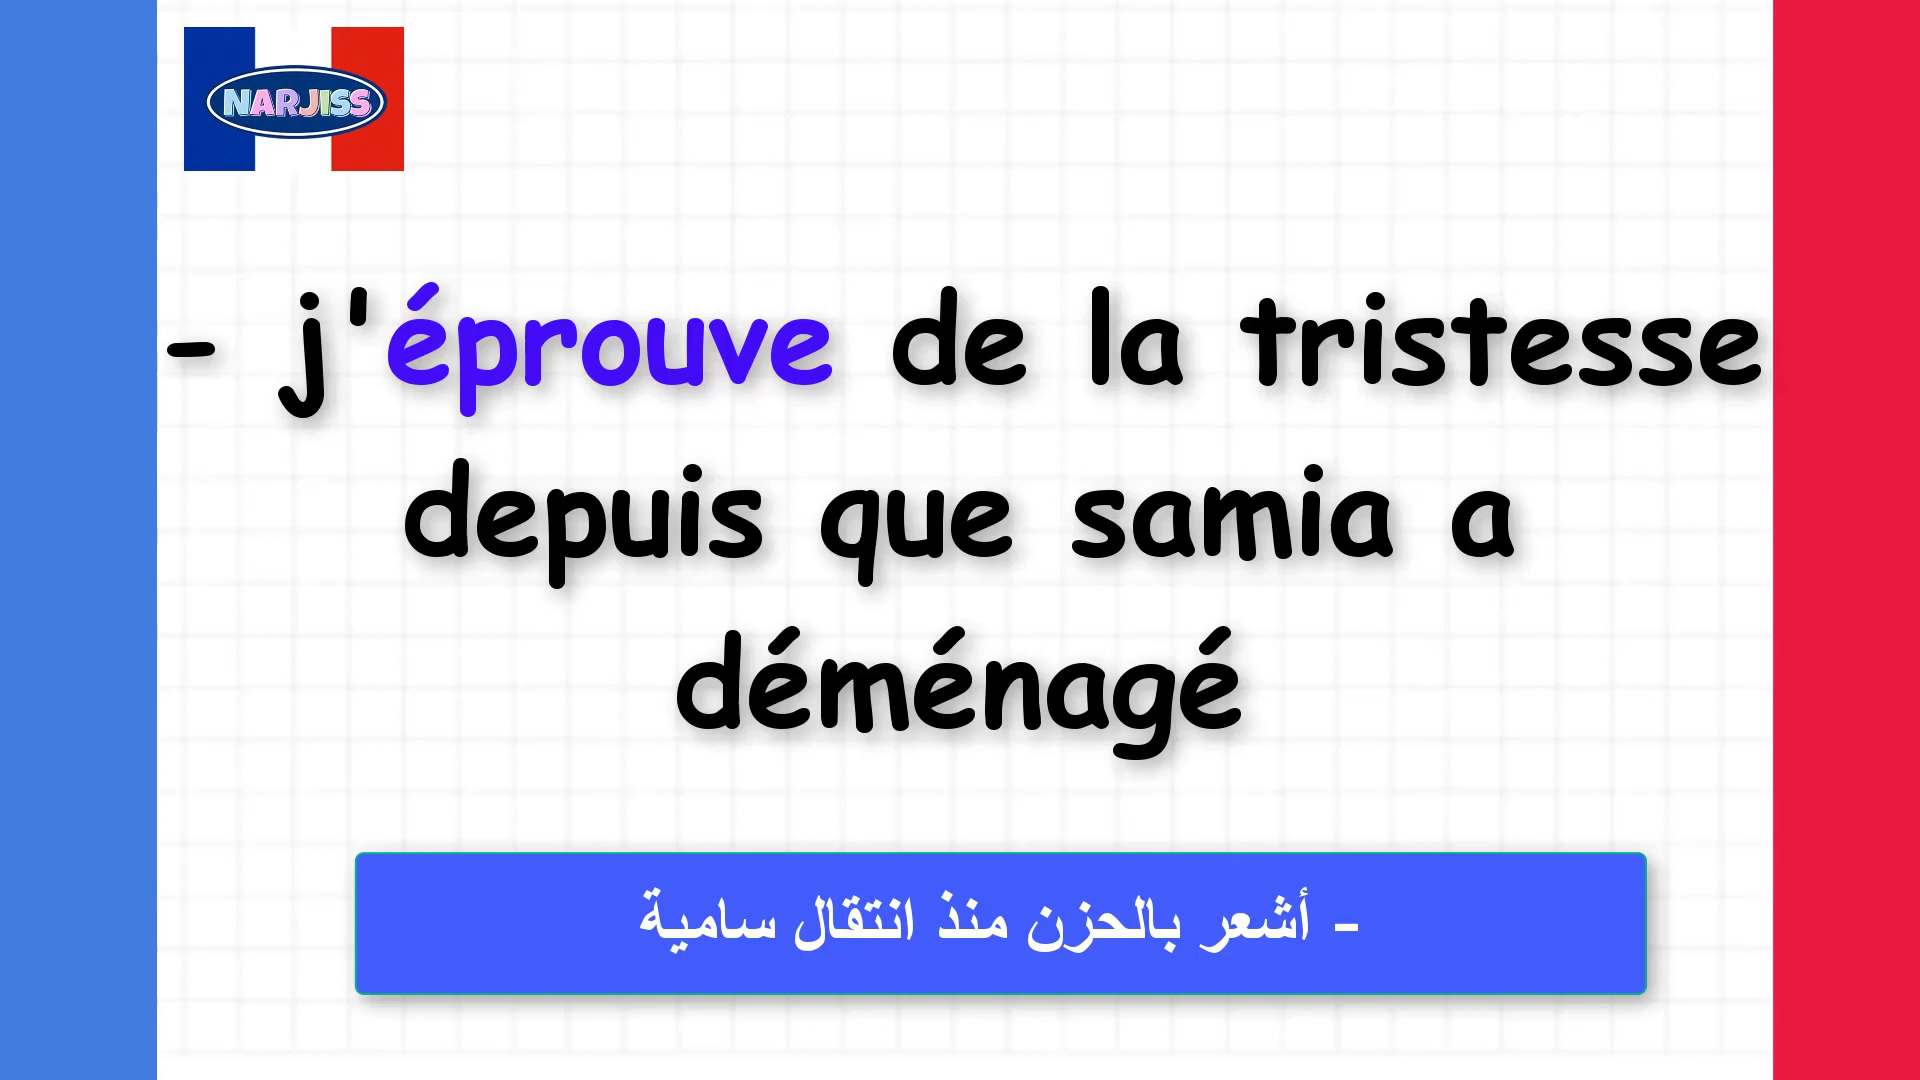 NARJISS
- j'éprouve de la tristesse
depuis que samia a
déménagé
- أشعر بالحزن منذ انتقال سامية